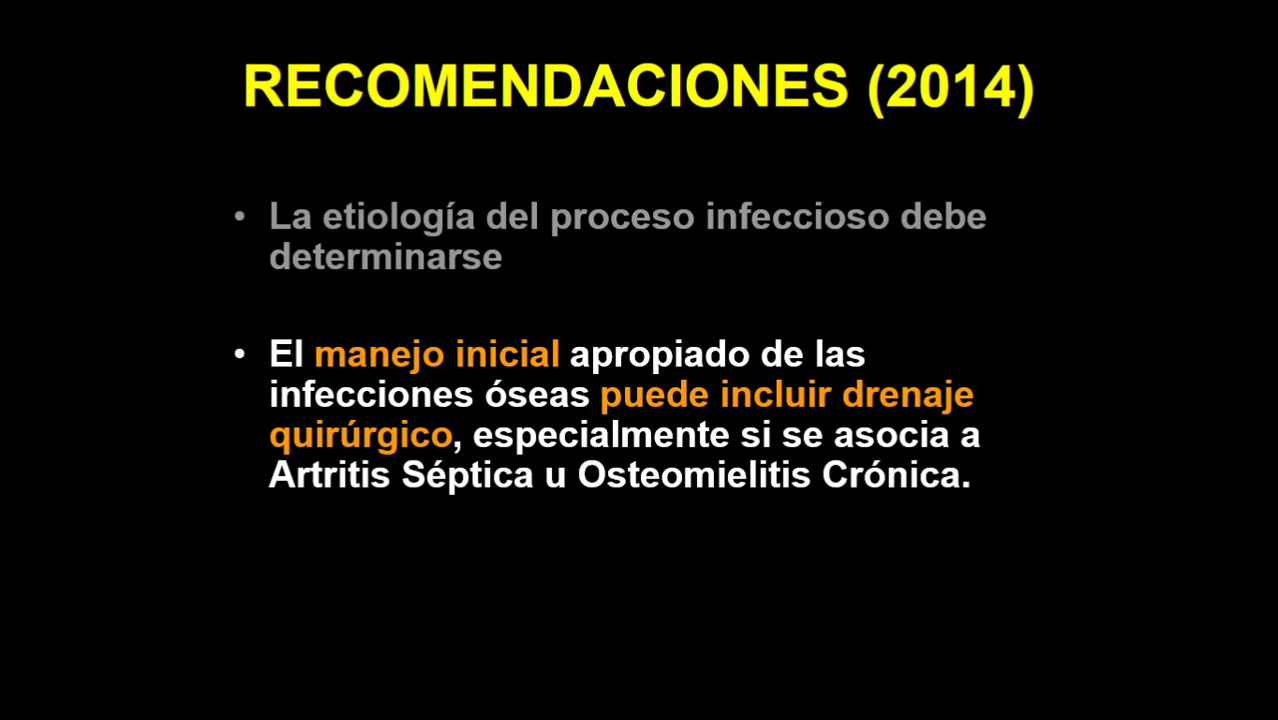 RECOMENDACIONES (2014)
• La etiología del proceso infeccioso debe
determinarse
• El manejo inicial apropiado de las
infecciones óseas puede incluir drenaje
quirúrgico, especialmente si se asocia a
Artritis Séptica u Osteomielitis Crónica.